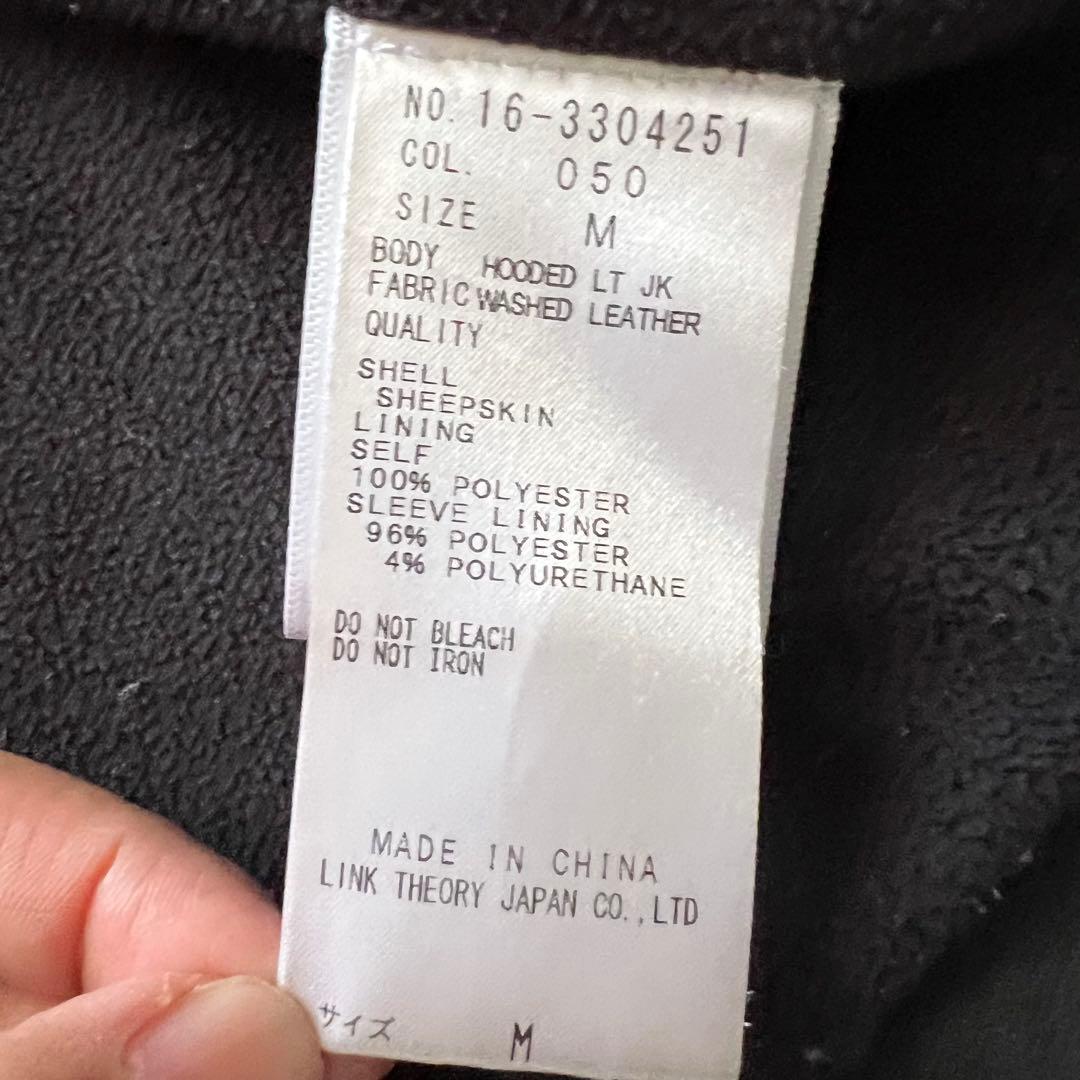 NO. 16-3304251
COL. 050
SIZE M
BODY HOODED LT JK
FABRIC WASHED LEATHER
QUALITY
SHELL
SHEEPSKIN
LINING
SELF
100% POLYESTER
SLEEVE LINING
96% POLYESTER
4% POLYURETHANE
DO NOT BLEACH
DO NOT IRON
MADE IN CHINA
LINK THEORY JAPAN CO.,LTD
サイズ M